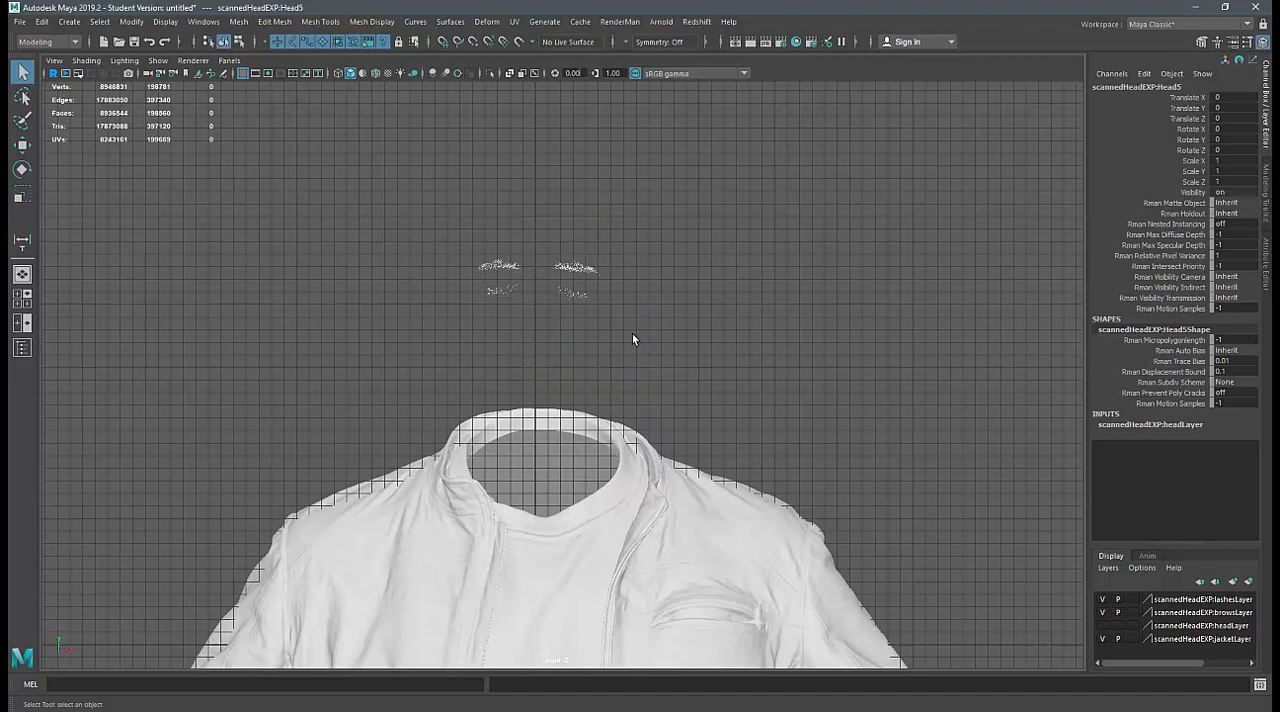 Autodesk Maya 2019.2 - Student Version: untitled* --- scannedHeadEXP:Head5
File Edit Create Select Modify Display Windows Mesh Edit Mesh Mesh Tools Mesh Display Curves Surfaces Deform UV Generate Cache RenderMan Arnold Redshift Help
Workspace : Maya Classic*
Modeling No Live Surface Symmetry: Off Sign In
View Shading Lighting Show Renderer Panels
0.00 1.00 sRGB gamma
Verts: 8946831 198781 0
Edges: 17883050 397340 0
Faces: 8936544 198560 0
Tris: 17873088 397120 0
UVs: 8243161 199669 0
Channels Edit Object Show
scannedHeadEXP:Head5
Translate X 0
Translate Y 0
Translate Z 0
Rotate X 0
Rotate Y 0
Rotate Z 0
Scale X 1
Scale Y 1
Scale Z 1
Visibility on
Rman Matte Object Inherit
Rman Holdout Inherit
Rman Nested Instancing off
Rman Max Diffuse Depth -1
Rman Max Specular Depth -1
Rman Relative Pixel Variance 1
Rman Intersect Priority -1
Rman Visibility Camera Inherit
Rman Visibility Indirect Inherit
Rman Visibility Transmission Inherit
Rman Motion Samples -1
SHAPES
scannedHeadEXP:Head5Shape
Rman Micropolygonlength -1
Rman Auto Bias Inherit
Rman Trace Bias 0.01
Rman Displacement Bound 0.1
Rman Subdiv Scheme None
Rman Prevent Poly Cracks off
Rman Motion Samples -1
INPUTS
scannedHeadEXP:headLayer
Display Anim
Layers Options Help
V P scannedHeadEXP:lashesLayer
V P scannedHeadEXP:browsLayer
scannedHeadEXP:headLayer
V P scannedHeadEXP:jacketLayer
Channel Box / Layer Editor
Modeling Toolkit
Attribute Editor
front -Z
MEL
Select Tool: select an object